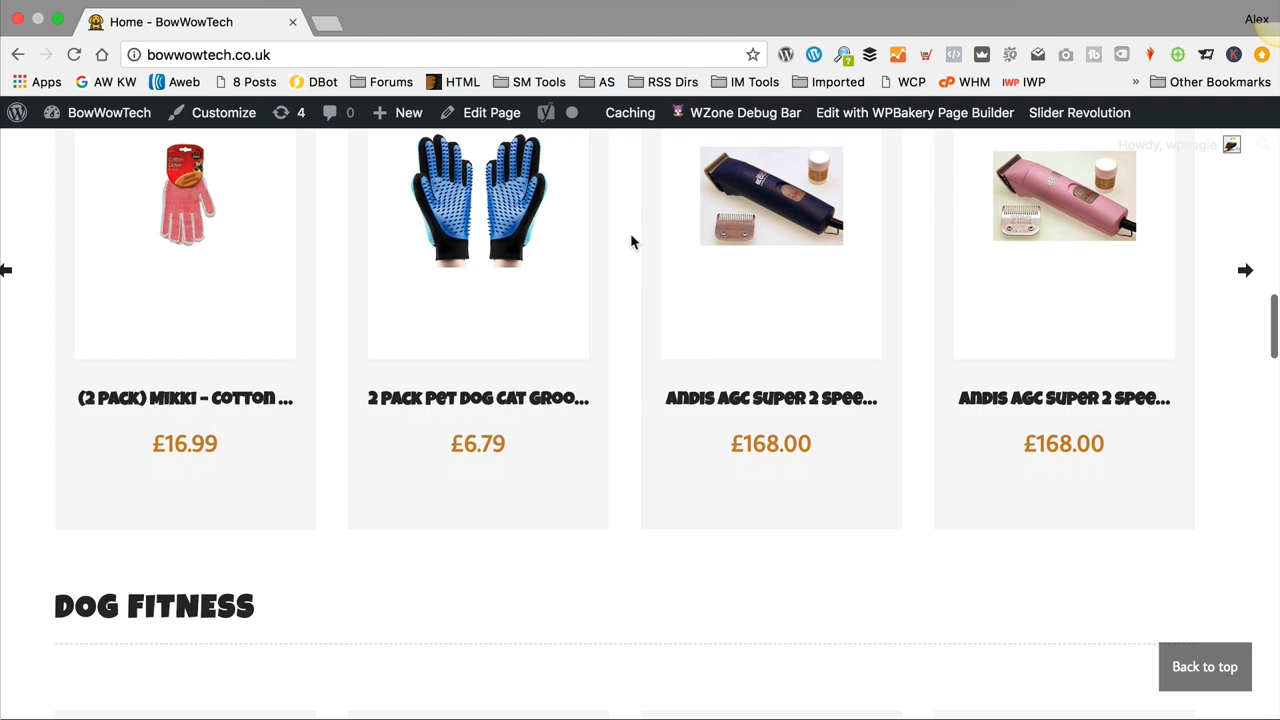 Alex
Home - BowWowTech
bowwowtech.co.uk
Apps AW KW Aweb 8 Posts DBot Forums HTML SM Tools AS RSS Dirs IM Tools Imported WCP WHM IWP » Other Bookmarks
BowWowTech Customize 4 0 New Edit Page Caching WZone Debug Bar Edit with WPBakery Page Builder Slider Revolution
Howdy, wpeagle
Cotton Glove
(2 Pack) Mikki – Cotton ...
2 Pack Pet Dog Cat Groo...
Andis AGC Super 2 Spee...
Andis AGC Super 2 Spee...
£16.99
£6.79
£168.00
£168.00
DOG FITNESS
Back to top